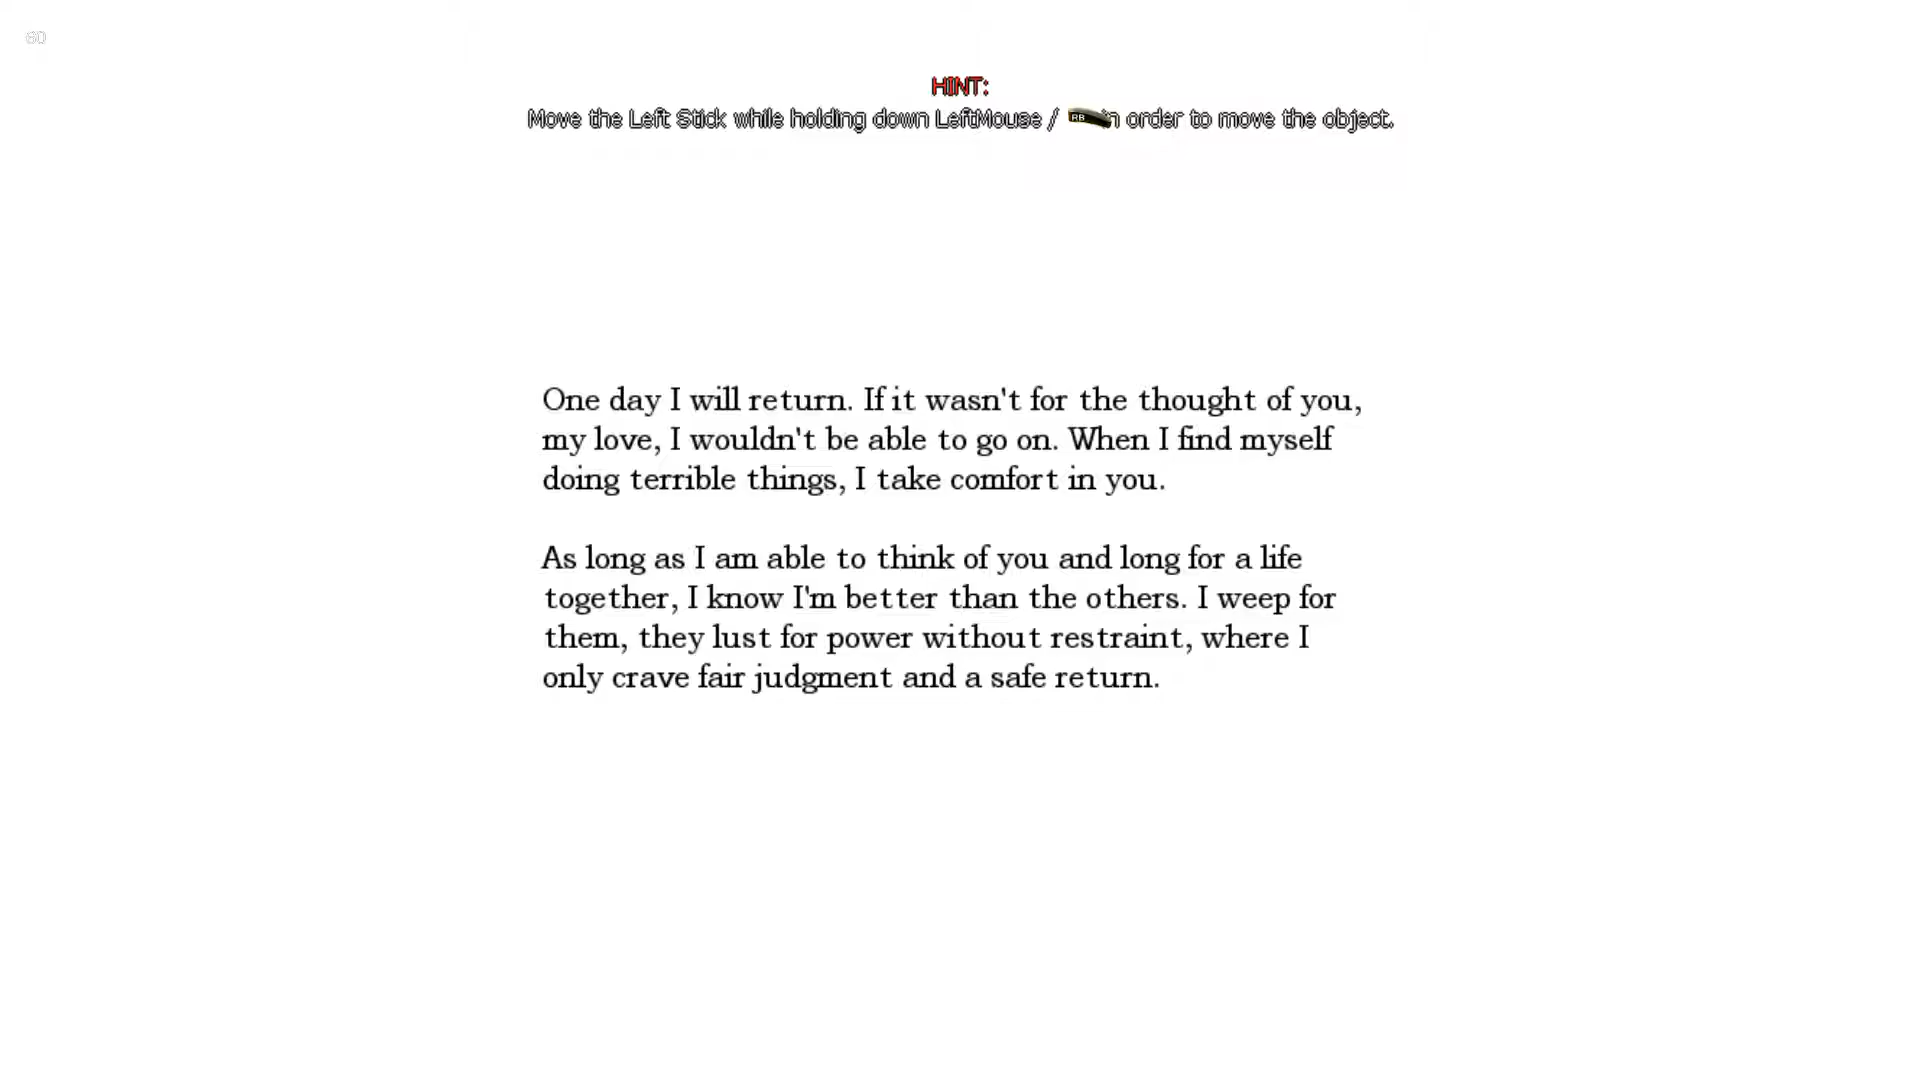 60
HINT:
Move the Left Stick while holding down LeftMouse / RB in order to move the object.
One day I will return. If it wasn't for the thought of you,
my love, I wouldn't be able to go on. When I find myself
doing terrible things, I take comfort in you.
As long as I am able to think of you and long for a life
together, I know I'm better than the others. I weep for
them, they lust for power without restraint, where I
only crave fair judgment and a safe return.